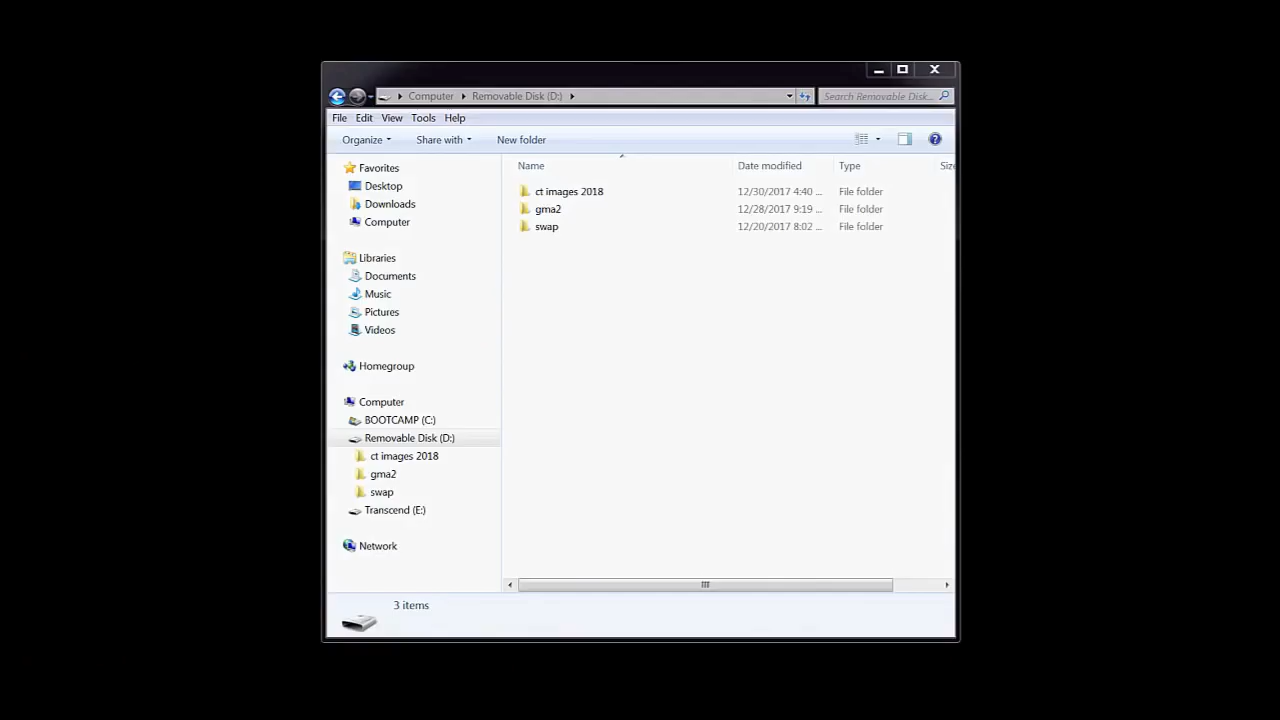 Computer Removable Disk (D:) Search Removable Disk...
File Edit View Tools Help
Organize Share with New folder
Favorites
Desktop
Downloads
Computer
Libraries
Documents
Music
Pictures
Videos
Homegroup
Computer
BOOTCAMP (C:)
Removable Disk (D:)
ct images 2018
gma2
swap
Transcend (E:)
Network
Name Date modified Type Size
ct images 2018 12/30/2017 4:40 ... File folder
gma2 12/28/2017 9:19 ... File folder
swap 12/20/2017 8:02 ... File folder
3 items